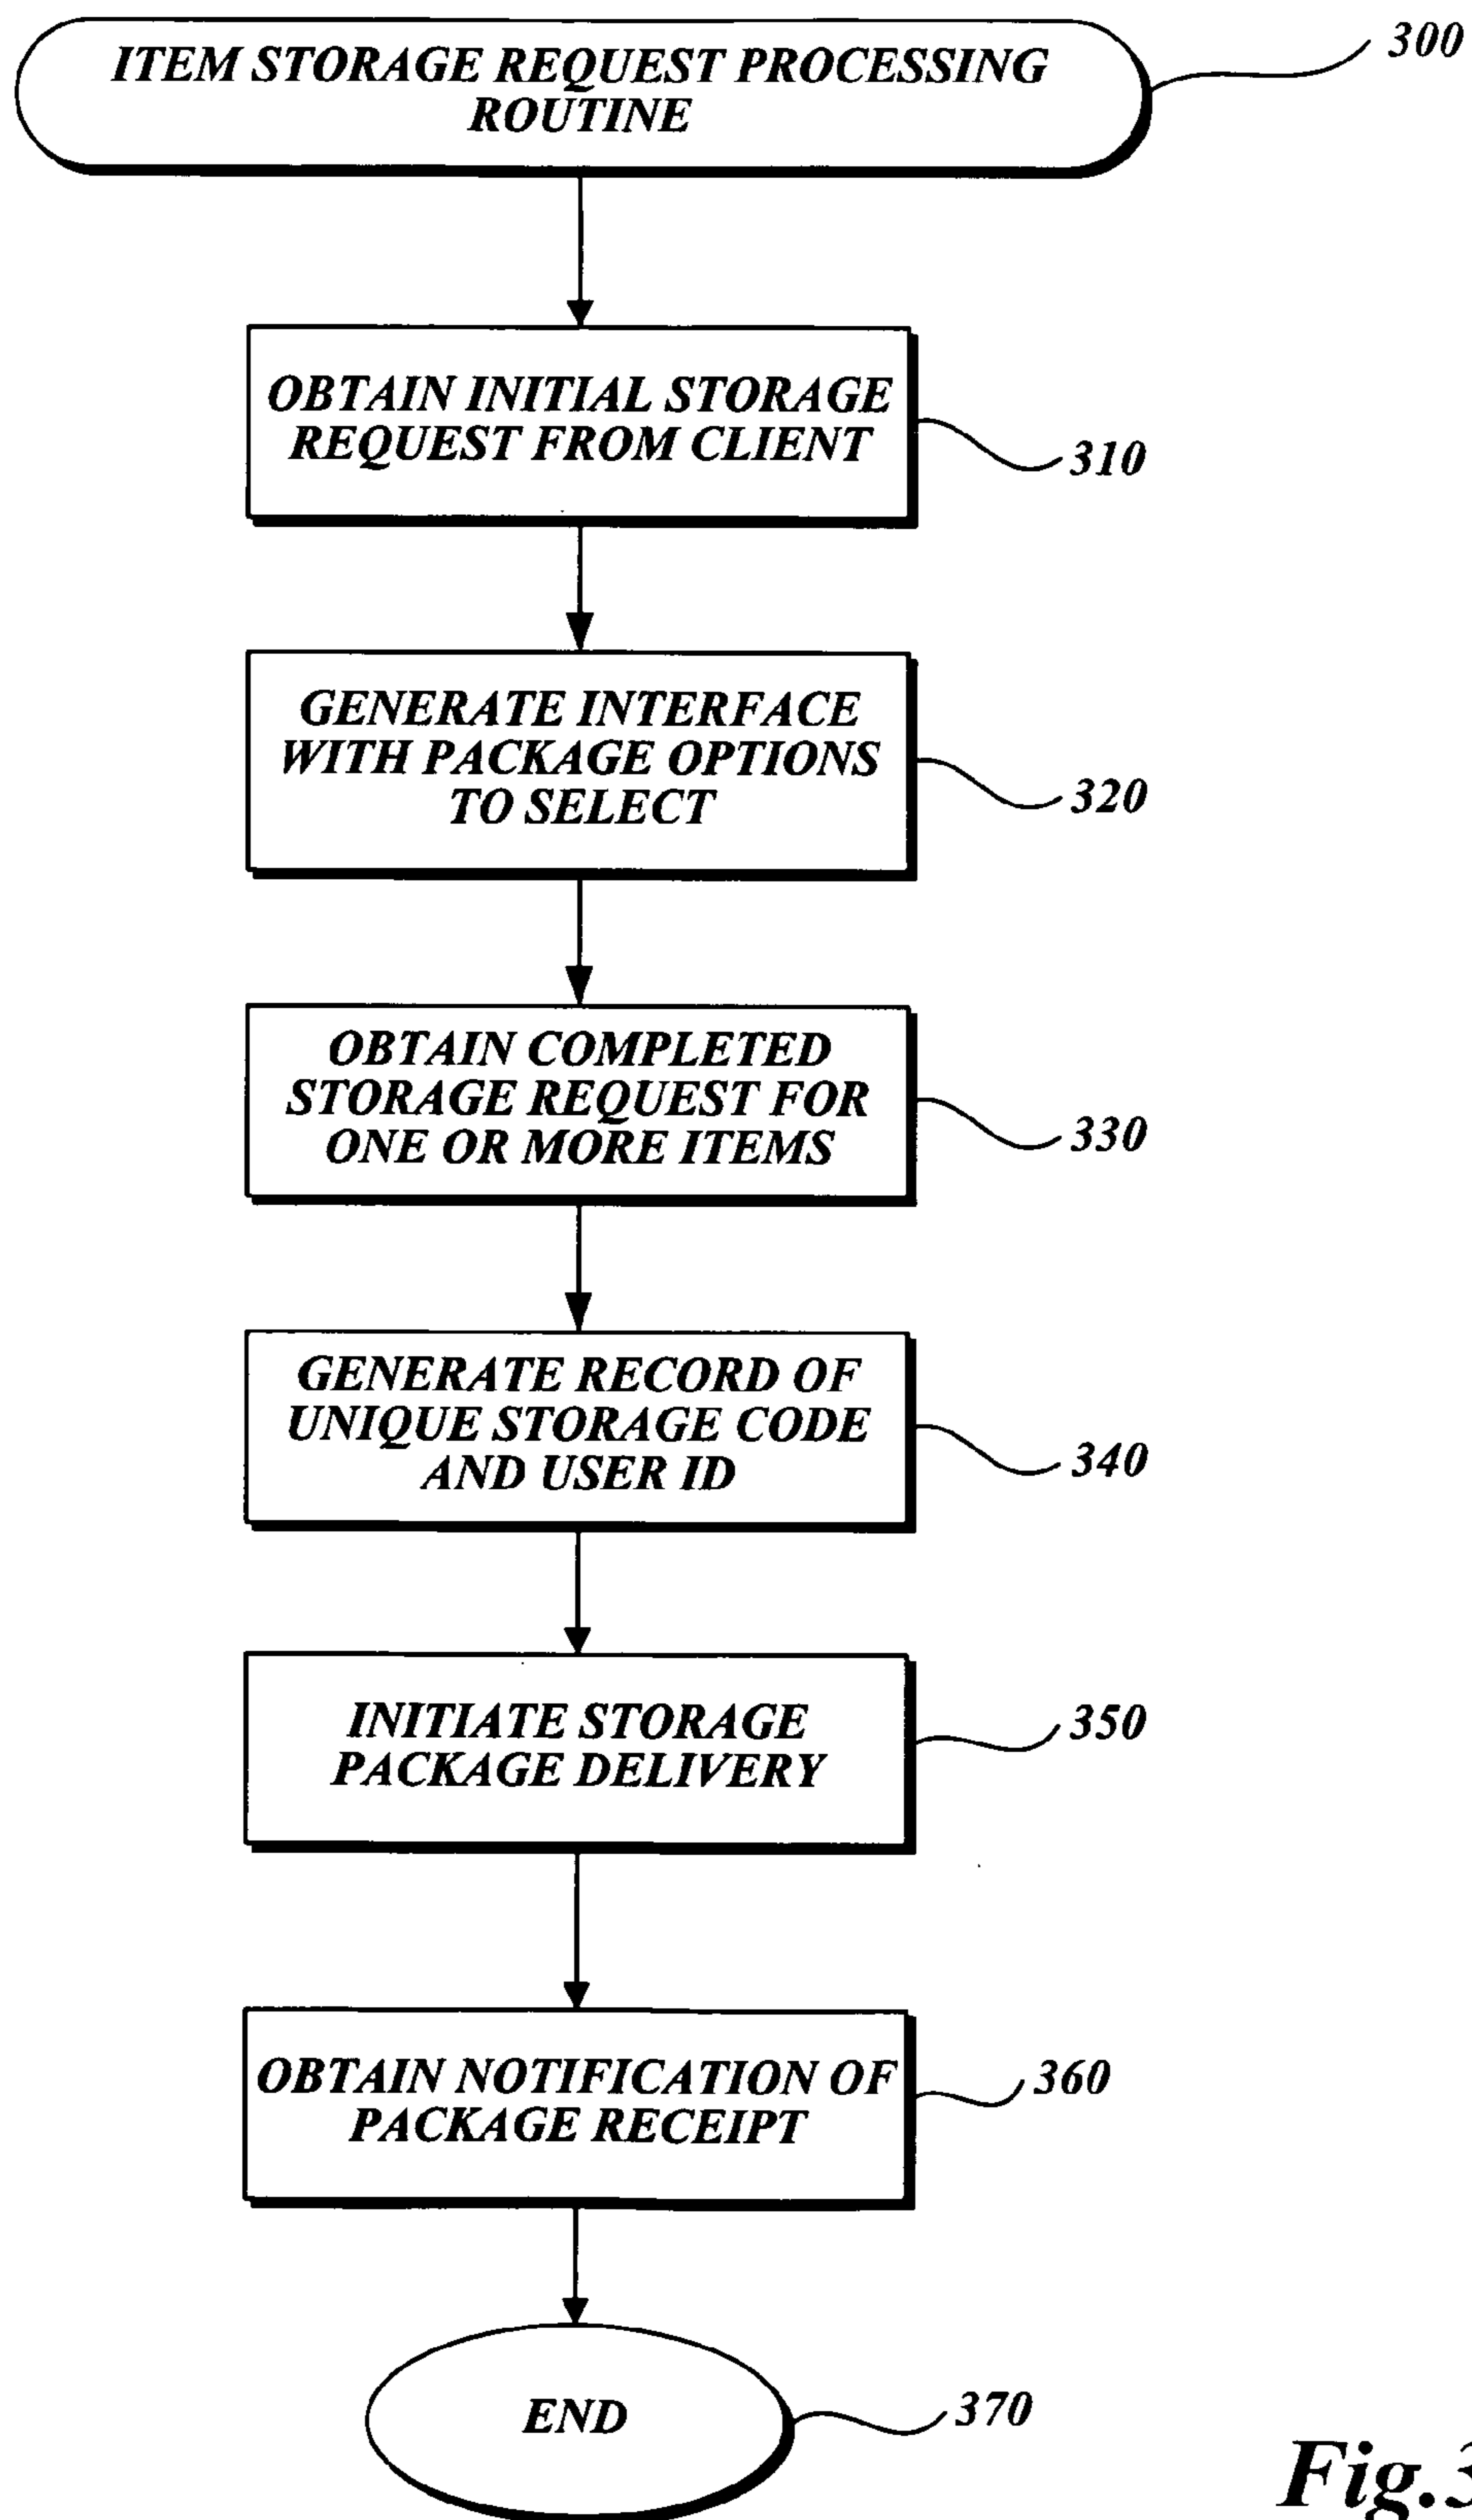 ITEM STORAGE REQUEST PROCESSING
ROUTINE
300
OBTAIN INITIAL STORAGE
REQUEST FROM CLIENT
310
GENERATE INTERFACE
WITH PACKAGE OPTIONS
TO SELECT
320
OBTAIN COMPLETED
STORAGE REQUEST FOR
ONE OR MORE ITEMS
330
GENERATE RECORD OF
UNIQUE STORAGE CODE
AND USER ID
340
INITIATE STORAGE
PACKAGE DELIVERY
350
OBTAIN NOTIFICATION OF
PACKAGE RECEIPT
360
END
370
Fig.3